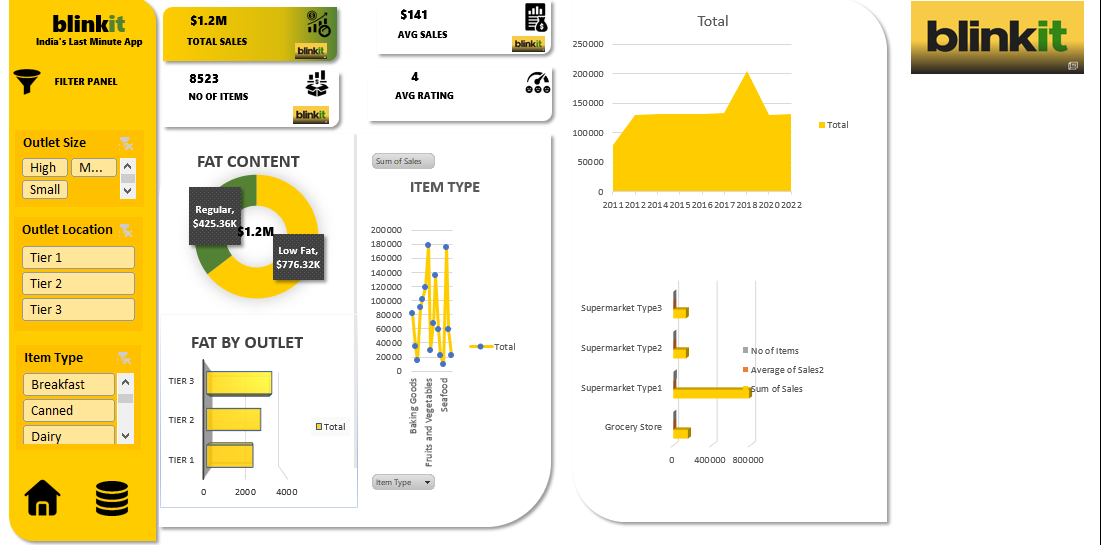 blinkit
India's Last Minute App
FILTER PANEL
Outlet Size
High
M...
Small
Outlet Location
Tier 1
Tier 2
Tier 3
Item Type
Breakfast
Canned
Dairy
$1.2M
TOTAL SALES
blinkit
$141
AVG SALES
blinkit
8523
NO OF ITEMS
blinkit
4
AVG RATING
FAT CONTENT
Regular,
$425.36K
$1.2M
Low Fat,
$776.32K
FAT BY OUTLET
TIER 3
TIER 2
TIER 1
0 2000 4000
Total
Sum of Sales
ITEM TYPE
200000
180000
160000
140000
120000
100000
80000
60000
40000
20000
0
Baking Goods
Fruits and Vegetables
Seafood
Total
Item Type
Total
250000
200000
150000
100000
50000
0
2011 2012 2014 2015 2016 2017 2018 2020 2022
Total
Supermarket Type3
Supermarket Type2
Supermarket Type1
Grocery Store
0 400000 800000
No of Items
Average of Sales2
Sum of Sales
blinkit